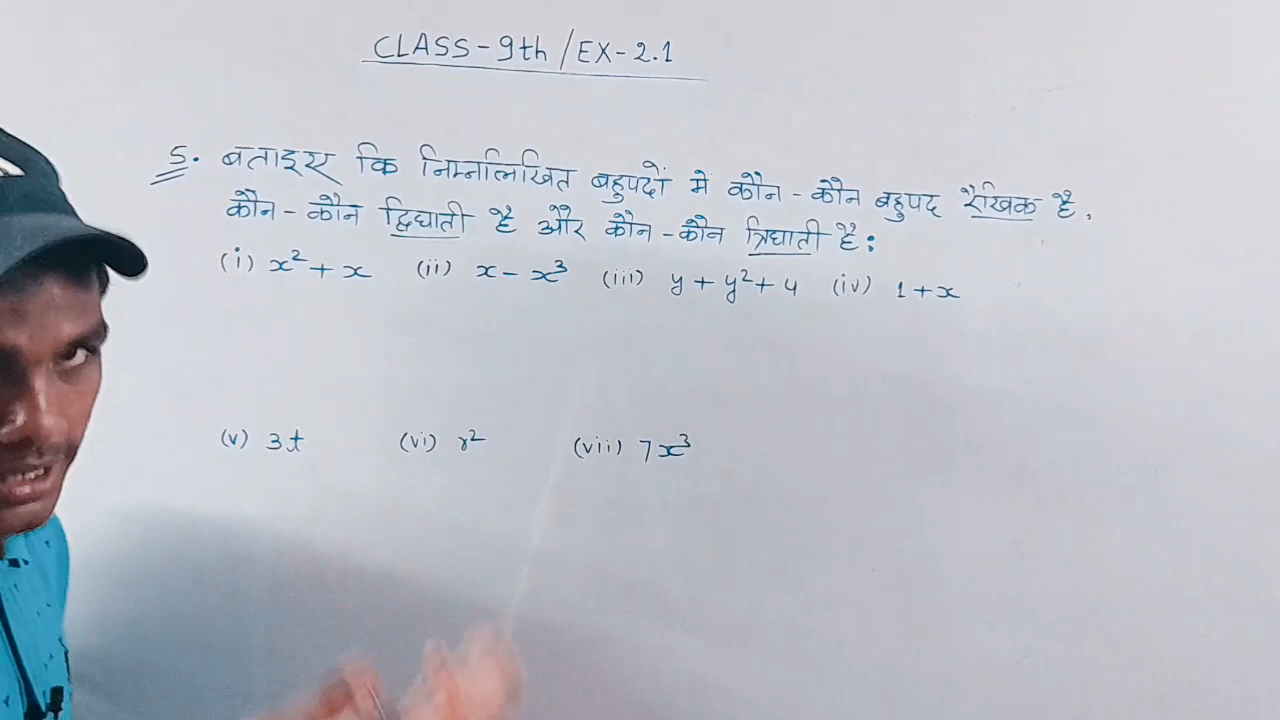 CLASS-9th / EX-2.1
5. बताइए कि निम्नलिखित बहुपदों में कौन-कौन बहुपद रैखिक है,
कौन-कौन द्विघाती है और कौन-कौन त्रिघाती है:
(i) x² + x (ii) x - x³ (iii) y + y² + 4 (iv) 1 + x
(v) 3t (vi) r² (vii) 7x³